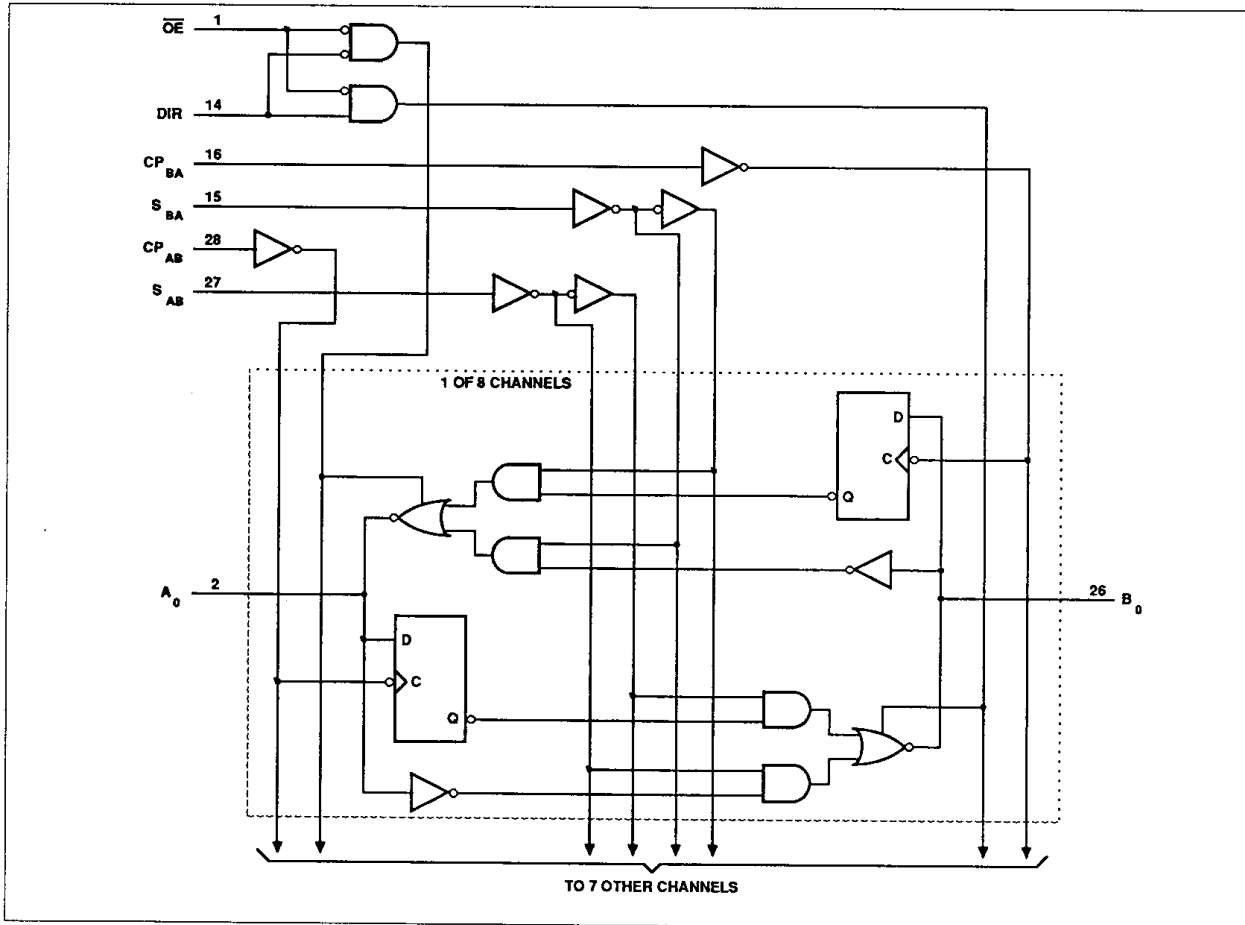 OE 1
DIR 14
CP BA 16
S BA 15
CP AB 28
S AB 27
1 OF 8 CHANNELS
D
C
Q
A 0 2
26 B 0
D
C
Q
TO 7 OTHER CHANNELS